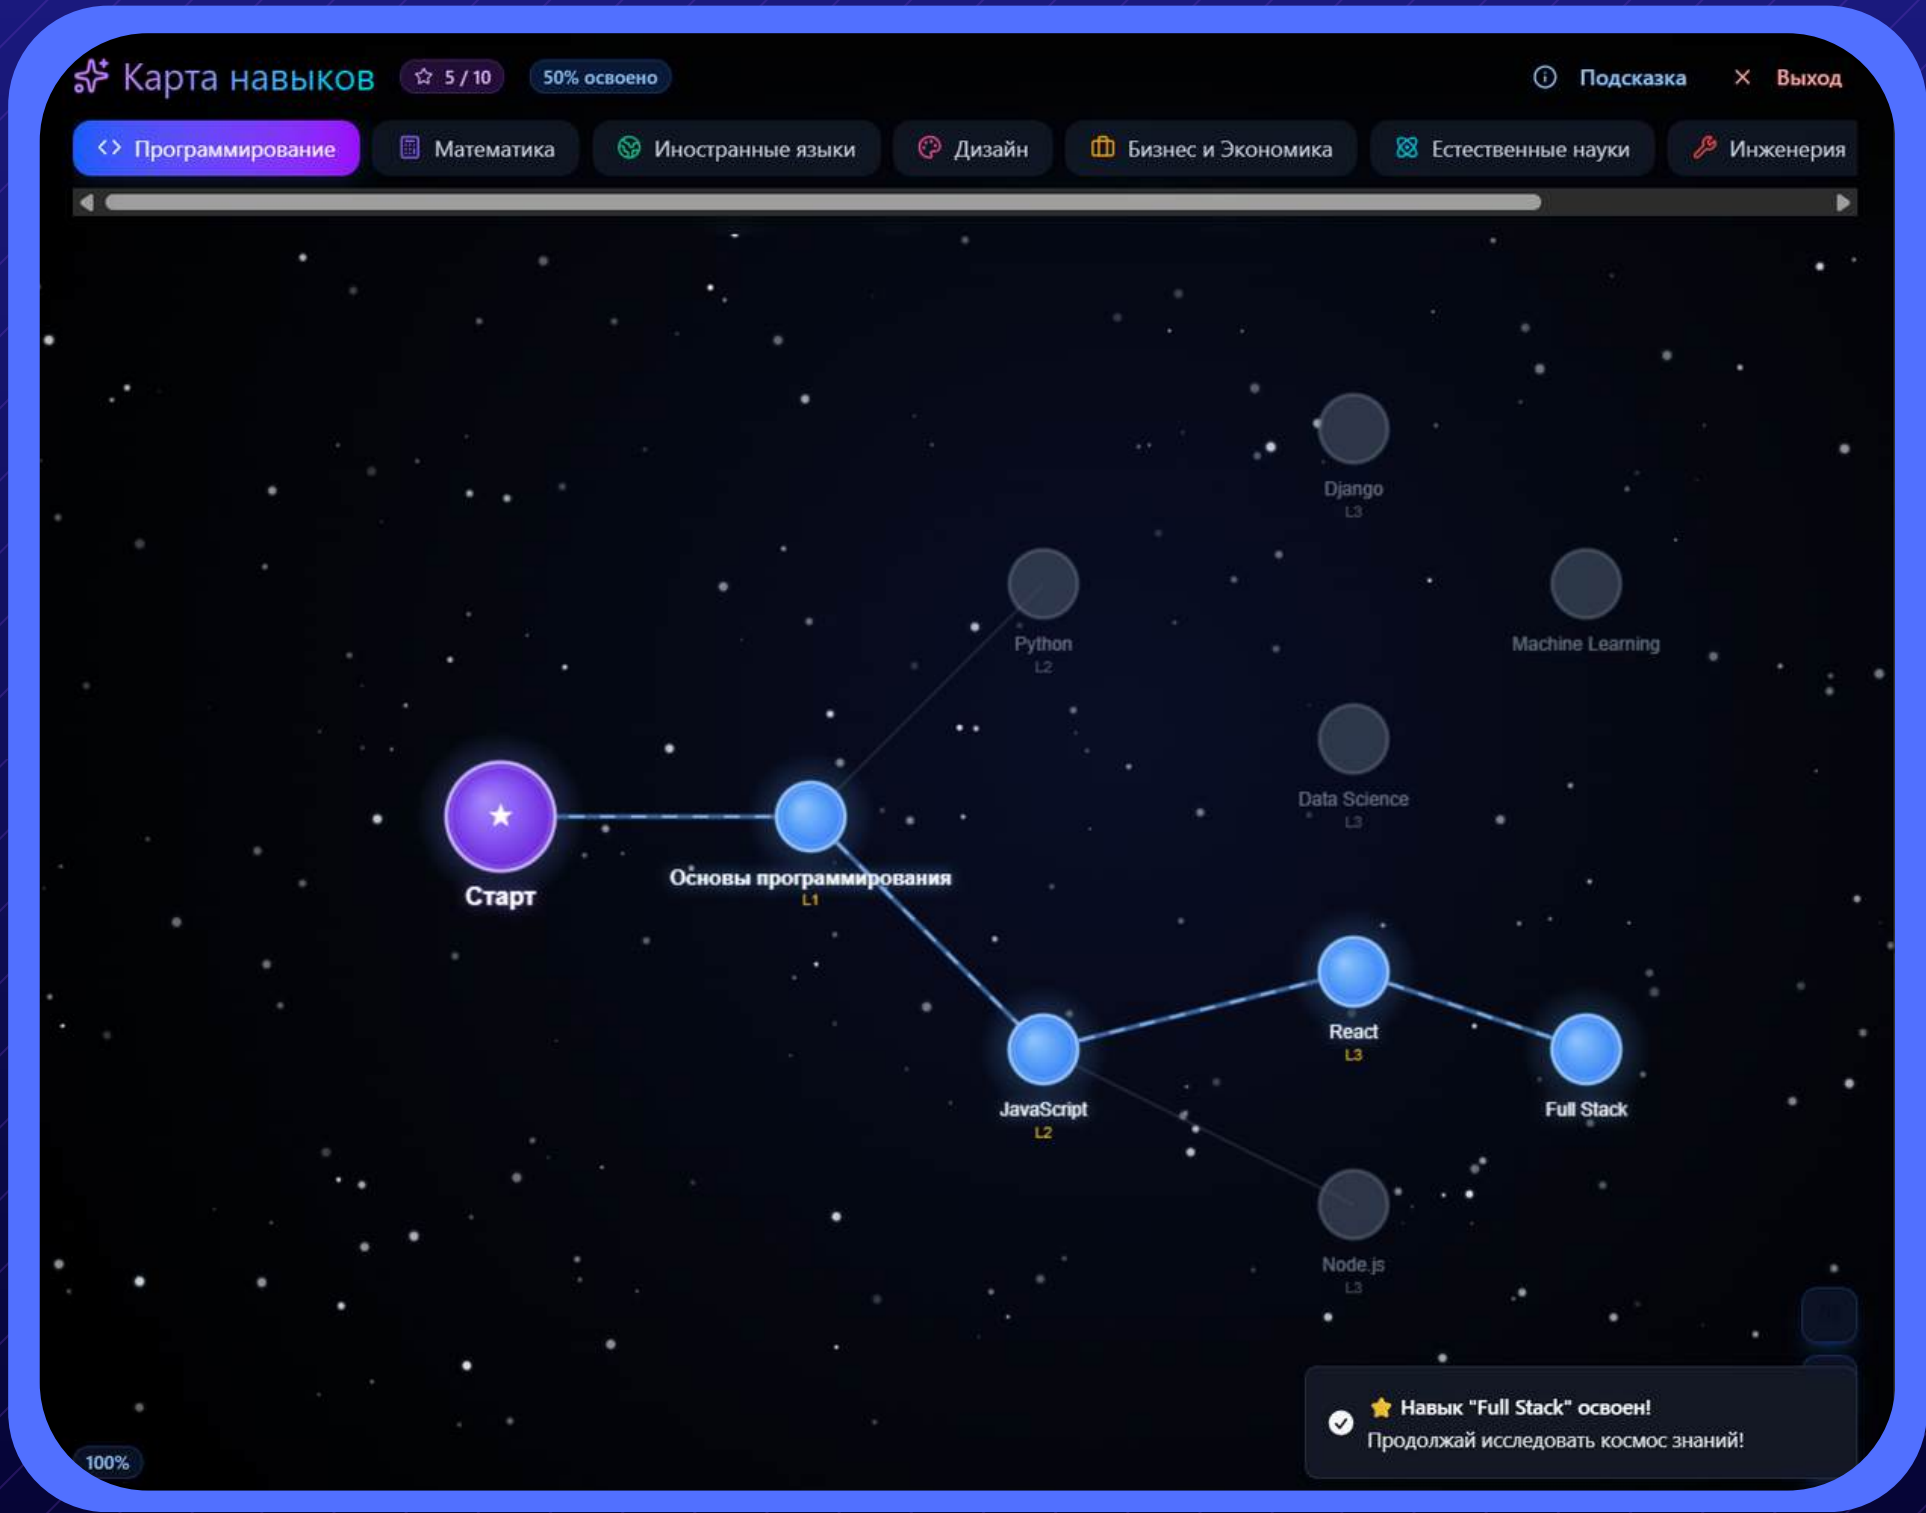 Карта навыков
5 / 10
50% освоено
Подсказка
Выход
Программирование
Математика
Иностранные языки
Дизайн
Бизнес и Экономика
Естественные науки
Инженерия
Django
L3
Python
L2
Machine Learning
Data Science
L3
Старт
Основы программирования
L1
React
L3
JavaScript
L2
Full Stack
Node.js
L3
Навык "Full Stack" освоен!
Продолжай исследовать космос знаний!
100%